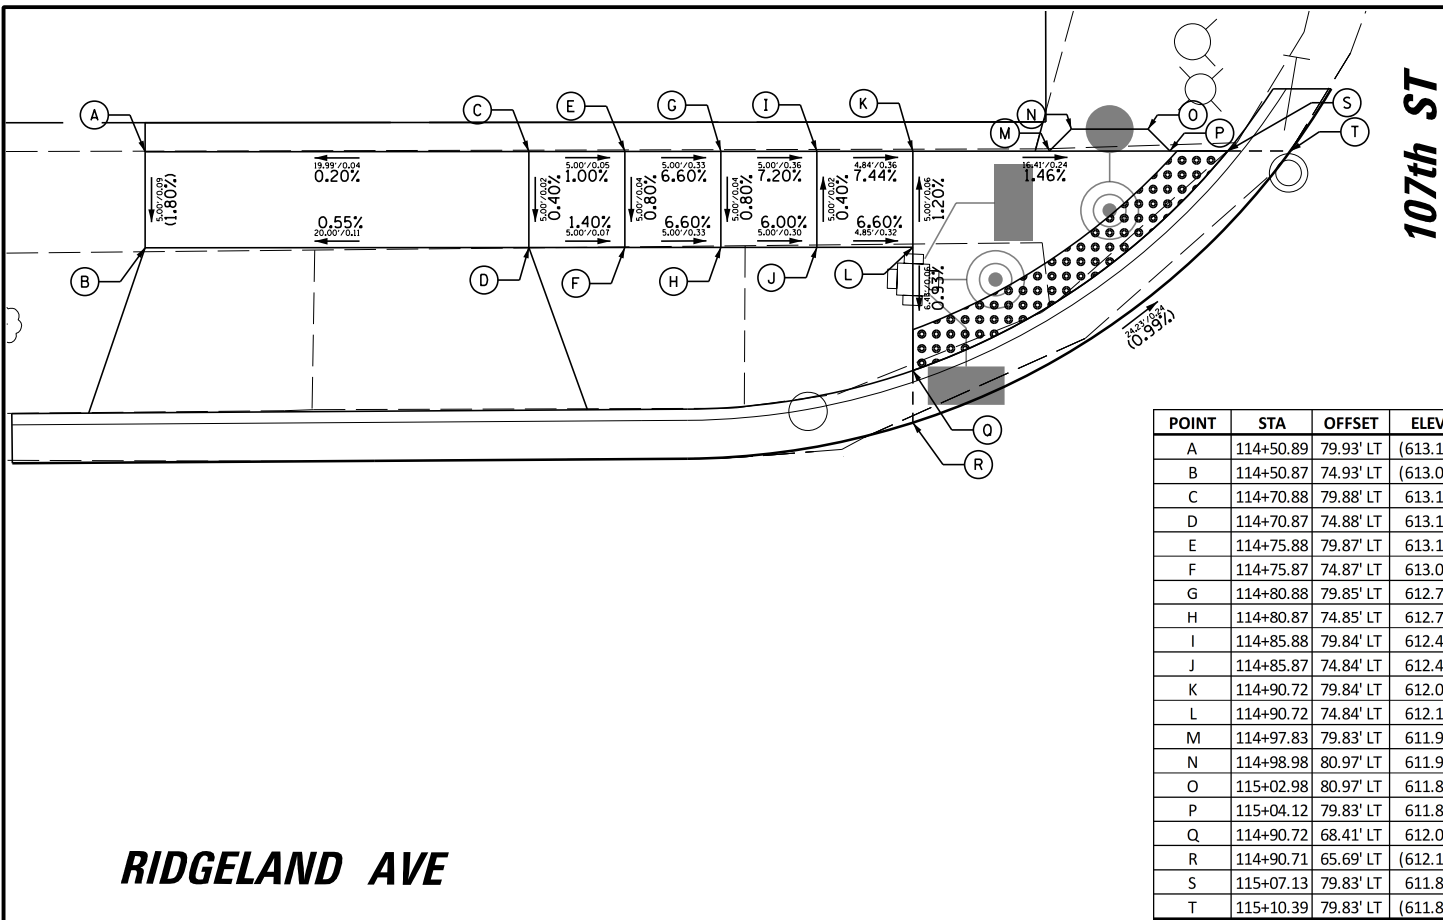 107th ST
A
C
E
G
I
K
N
M
O
P
S
T
19.99'/0.04
0.20%
5.00'/0.05
1.00%
5.00'/0.33
6.60%
5.00'/0.36
7.20%
4.84'/0.36
7.44%
16.41'/0.24
1.46%
5.00'/0.09
(1.80%)
5.00'/0.02
0.40%
5.00'/0.04
0.80%
5.00'/0.04
0.80%
5.00'/0.02
0.40%
5.00'/0.06
1.20%
0.55%
20.00'/0.11
1.40%
5.00'/0.07
6.60%
5.00'/0.33
6.00%
5.00'/0.30
6.60%
4.85'/0.32
B
D
F
H
J
L
0.93%
24.23'/0.24
(0.99%)
Q
R
POINT STA OFFSET ELEV
A 114+50.89 79.93' LT (613.1
B 114+50.87 74.93' LT (613.0
C 114+70.88 79.88' LT 613.1
D 114+70.87 74.88' LT 613.1
E 114+75.88 79.87' LT 613.1
F 114+75.87 74.87' LT 613.0
G 114+80.88 79.85' LT 612.7
H 114+80.87 74.85' LT 612.7
I 114+85.88 79.84' LT 612.4
J 114+85.87 74.84' LT 612.4
K 114+90.72 79.84' LT 612.0
L 114+90.72 74.84' LT 612.1
M 114+97.83 79.83' LT 611.9
N 114+98.98 80.97' LT 611.9
O 115+02.98 80.97' LT 611.8
P 115+04.12 79.83' LT 611.8
Q 114+90.72 68.41' LT 612.0
R 114+90.71 65.69' LT (612.1
S 115+07.13 79.83' LT 611.8
T 115+10.39 79.83' LT (611.8
RIDGELAND AVE